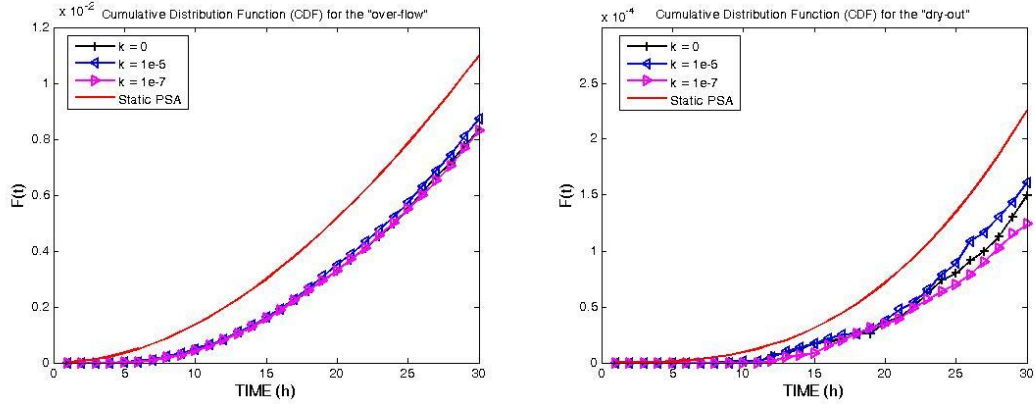 x 10^-2
Cumulative Distribution Function (CDF) for the "over-flow"
1.2
1
0.8
0.6
0.4
0.2
0
F(t)
k = 0
k = 1e-5
k = 1e-7
Static PSA
0 5 10 15 20 25 30
TIME (h)
x 10^-4
Cumulative Distribution Function (CDF) for the "dry-out"
2.5
2
1.5
1
0.5
0
F(t)
k = 0
k = 1e-5
k = 1e-7
Static PSA
0 5 10 15 20 25 30
TIME (h)